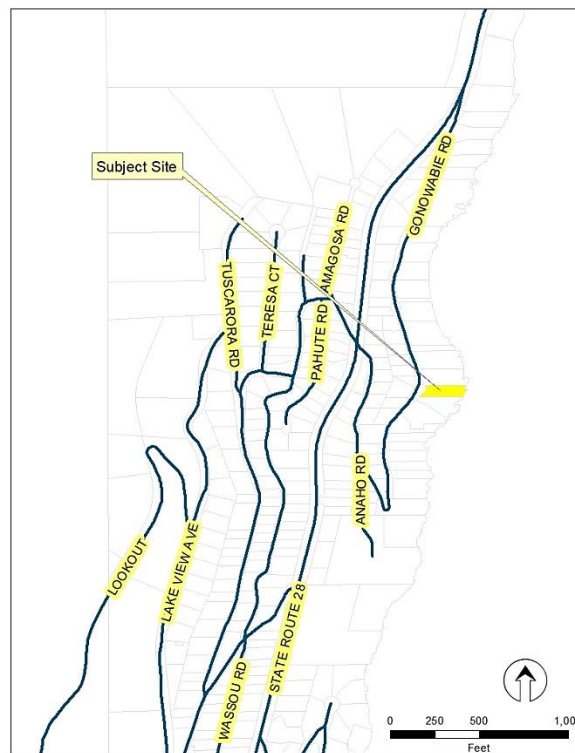 GONOWABIE RD
Subject Site
AMAGOSA RD
TUSCARORA RD
TERESA CT
PAHUTE RD
ANAHO RD
LOOKOUT
LAKE VIEW AVE
WASSOU RD
STATE ROUTE 28
0 250 500 1,00
Feet